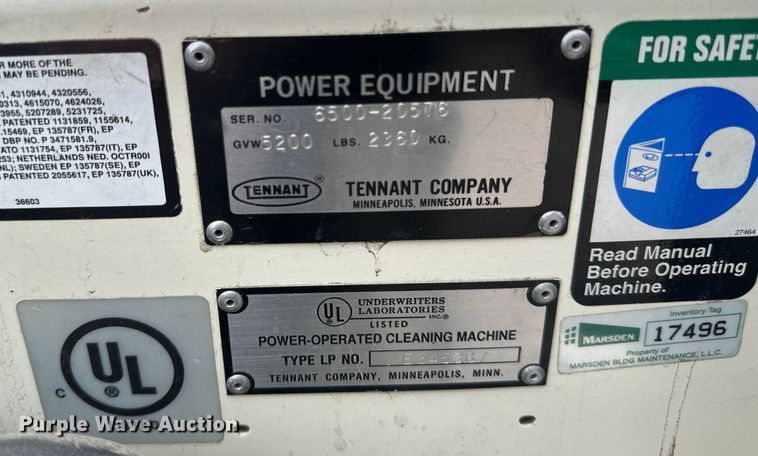 R MORE OF THE
MAY BE PENDING.
1, 4310944, 4320556,
0313, 4615070, 4624026,
3955, 5207289, 5231725,
PATENTED 1131859, 1155614,
.15469, EP 135787(FR), EP
DBP NO. P 3471581.9,
ATO 1131754, EP 135787(IT), EP
253; NETHERLANDS NED. OCTR00I
NL); SWEDEN EP 135787(SE), EP
PATENTED 2055617, EP 135787(UK),
36603
POWER EQUIPMENT
SER. NO. 6500-20576
GVW 5200 LBS. 2360 KG.
TENNANT ®
TENNANT COMPANY
MINNEAPOLIS, MINNESOTA U.S.A.
FOR SAFET
27464
Read Manual
Before Operating
Machine.
C UL ®
UL ® UNDERWRITERS
LABORATORIES
INC.®
LISTED
POWER-OPERATED CLEANING MACHINE
TYPE LP NO.
TENNANT COMPANY, MINNEAPOLIS, MINN.
Inventory Tag
MARSDEN 17496
Property of
MARSDEN BLDG MAINTENANCE, L.L.C.
Purple Wave Auction